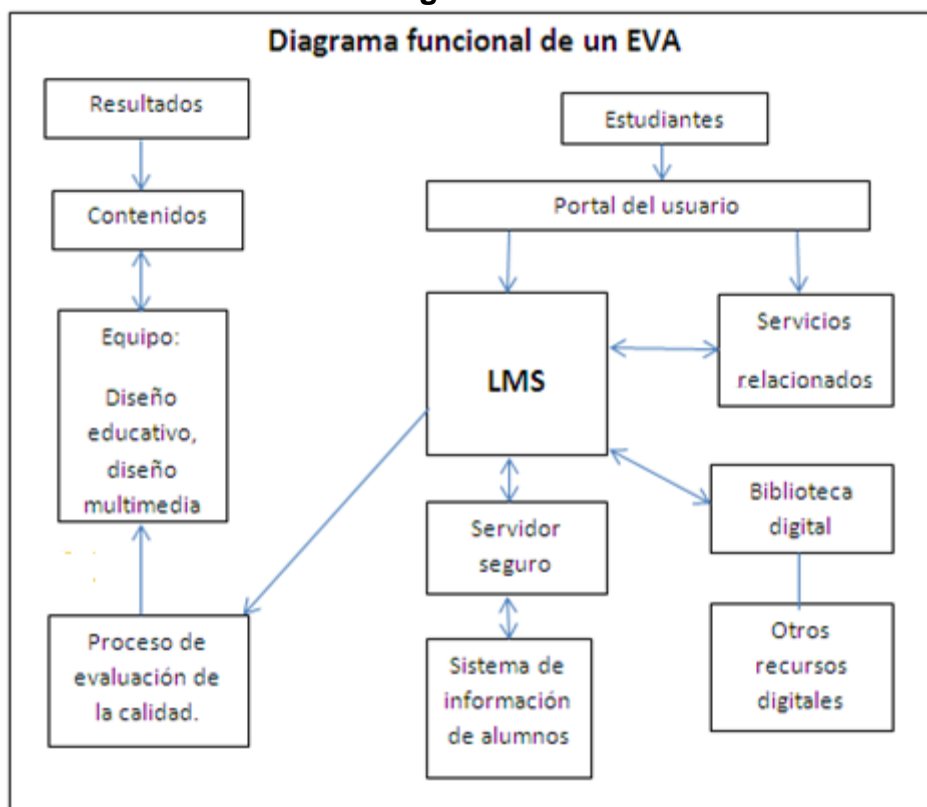 Diagrama funcional de un EVA
Resultados
Contenidos
Equipo:
Diseño
educativo,
diseño
multimedia
Proceso de
evaluación de
la calidad.
Estudiantes
Portal del usuario
LMS
Servicios
relacionados
Servidor
seguro
Biblioteca
digital
Sistema de
información
de alumnos
Otros
recursos
digitales